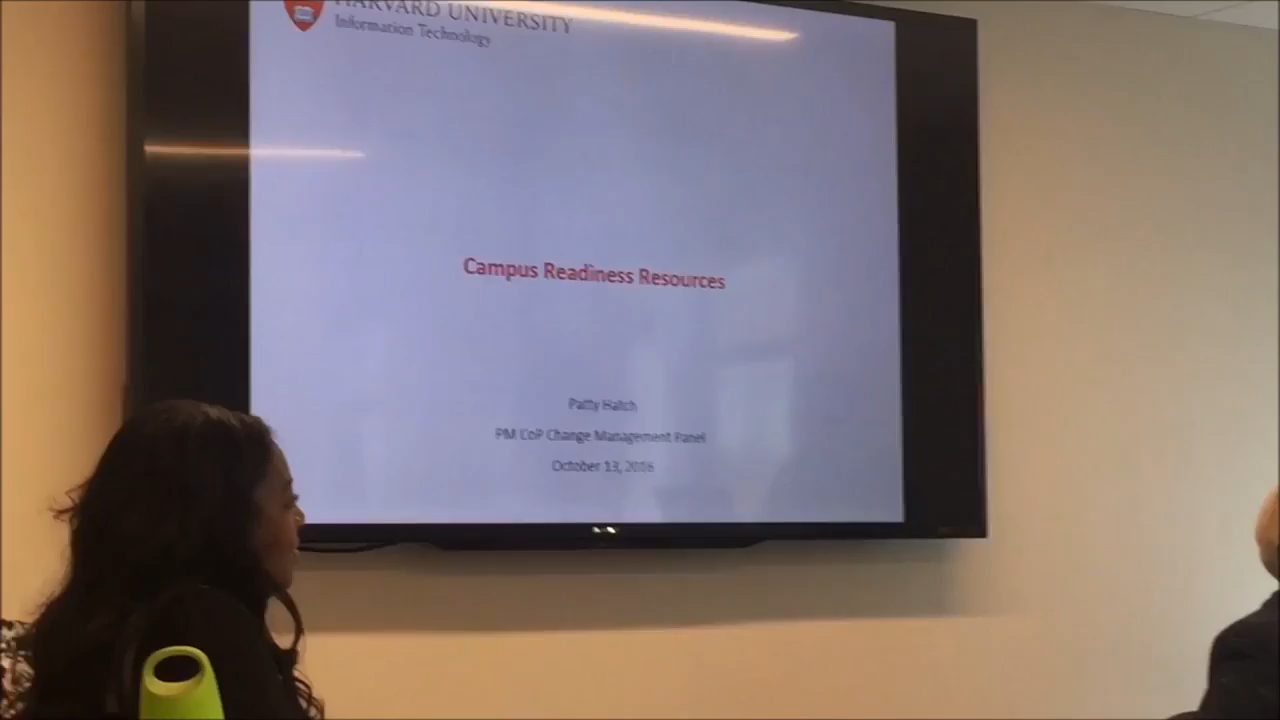 HARVARD UNIVERSITY
Information Technology
Campus Readiness Resources
Patty Hatch
PM CoP Change Management Panel
October 13, 2016